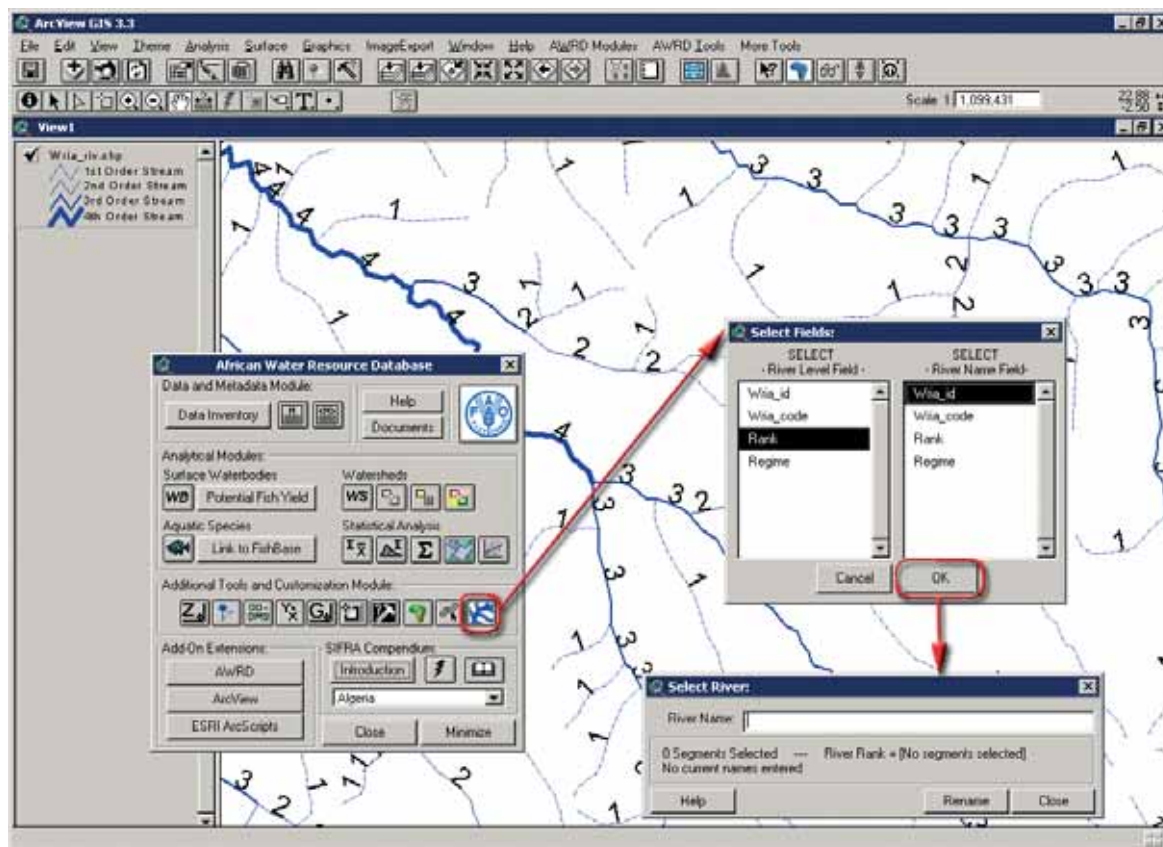 ArcView GIS 3.3
File Edit View Theme Analysis Surface Graphics ImageExport Window Help AWRD Modules AWRD Tools More Tools
Scale 1: 1,099,431
22.88
-2.50
View1
Wria_riv.shp
1st Order Stream
2nd Order Stream
3rd Order Stream
4th Order Stream
African Water Resource Database
Data and Metadata Module:
Data Inventory
Help
Documents
Analytical Modules:
Surface Waterbodies
Watersheds
WB Potential Fish Yield
WS
Aquatic Species
Statistical Analysis
Link to FishBase
Additional Tools and Customization Module:
Add-On Extensions:
AWRD
ArcView
ESRI ArcScripts
SIFRA Compendium:
Introduction
Algeria
Close Minimize
Select Fields:
SELECT
- River Level Field -
Wria_id
Wria_code
Rank
Regime
SELECT
- River Name Field-
Wria_id
Wria_code
Rank
Regime
Cancel OK
Select River:
River Name:
0 Segments Selected --- River Rank = [No segments selected]
No current names entered
Help Rename Close